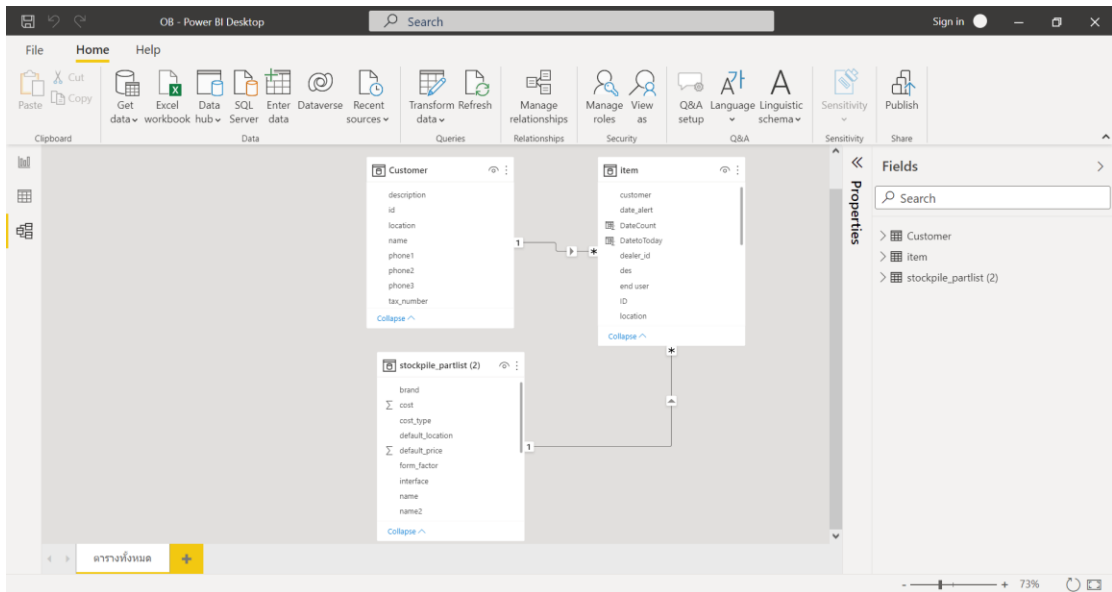 OB - Power BI Desktop
Search
Sign in
File Home Help
Paste
Cut
Copy
Get data
Excel workbook
Data hub
SQL Server
Enter data
Dataverse
Recent sources
Transform data
Refresh
Manage relationships
Manage roles
View as
Q&A setup
Language
Linguistic schema
Sensitivity
Publish
Clipboard
Data
Queries
Relationships
Security
Q&A
Sensitivity
Share
Customer
description
id
location
name
phone1
phone2
phone3
tax_number
Collapse
1
*
item
customer
date_alert
DateCount
DatetoToday
dealer_id
des
end user
ID
location
Collapse
*
stockpile_partlist (2)
brand
Σ cost
cost_type
default_location
Σ default_price
form_factor
interface
name
name2
Collapse
1
Properties
Fields
Search
Customer
item
stockpile_partlist (2)
ตารางทั้งหมด
+
- + 73%